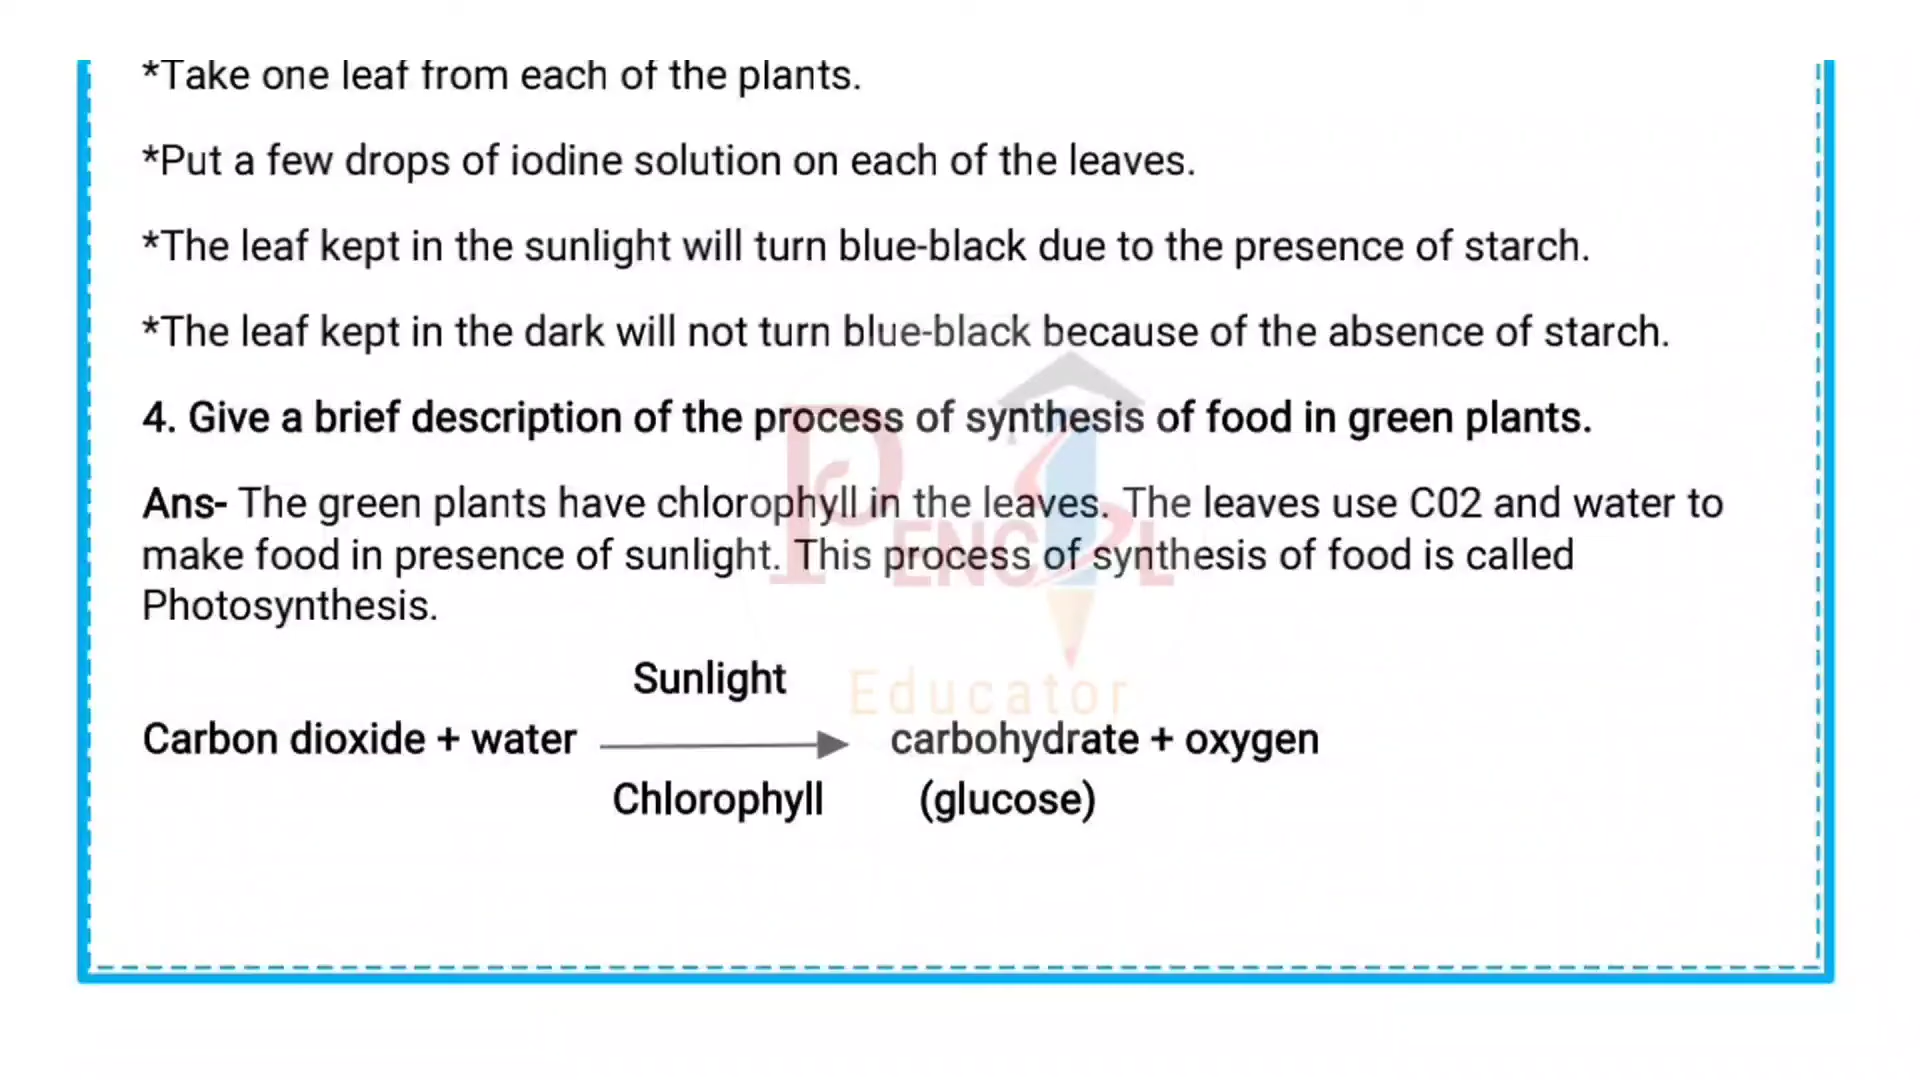 *Take one leaf from each of the plants.
*Put a few drops of iodine solution on each of the leaves.
*The leaf kept in the sunlight will turn blue-black due to the presence of starch.
*The leaf kept in the dark will not turn blue-black because of the absence of starch.
4. Give a brief description of the process of synthesis of food in green plants.
Ans- The green plants have chlorophyll in the leaves. The leaves use C02 and water to
make food in presence of sunlight. This process of synthesis of food is called
Photosynthesis.
PENCIL
Educator
Sunlight
Carbon dioxide + water carbohydrate + oxygen
Chlorophyll (glucose)